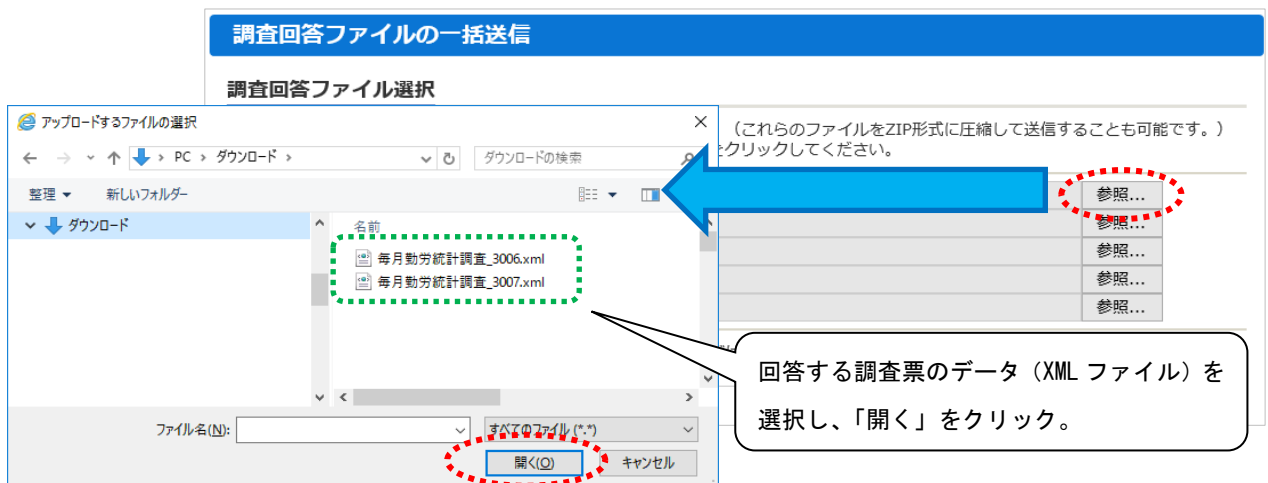 調査回答ファイルの一括送信
調査回答ファイル選択
(これらのファイルをZIP形式に圧縮して送信することも可能です。)
クリックしてください。
参照...
参照...
参照...
参照...
参照...
アップロードするファイルの選択
PC > ダウンロード >
ダウンロードの検索
整理 新しいフォルダー
ダウンロード
名前
毎月勤労統計調査_3006.xml
毎月勤労統計調査_3007.xml
ファイル名(N):
すべてのファイル (*.*)
開く(O) キャンセル
回答する調査票のデータ（XML ファイル）を
選択し、「開く」をクリック。